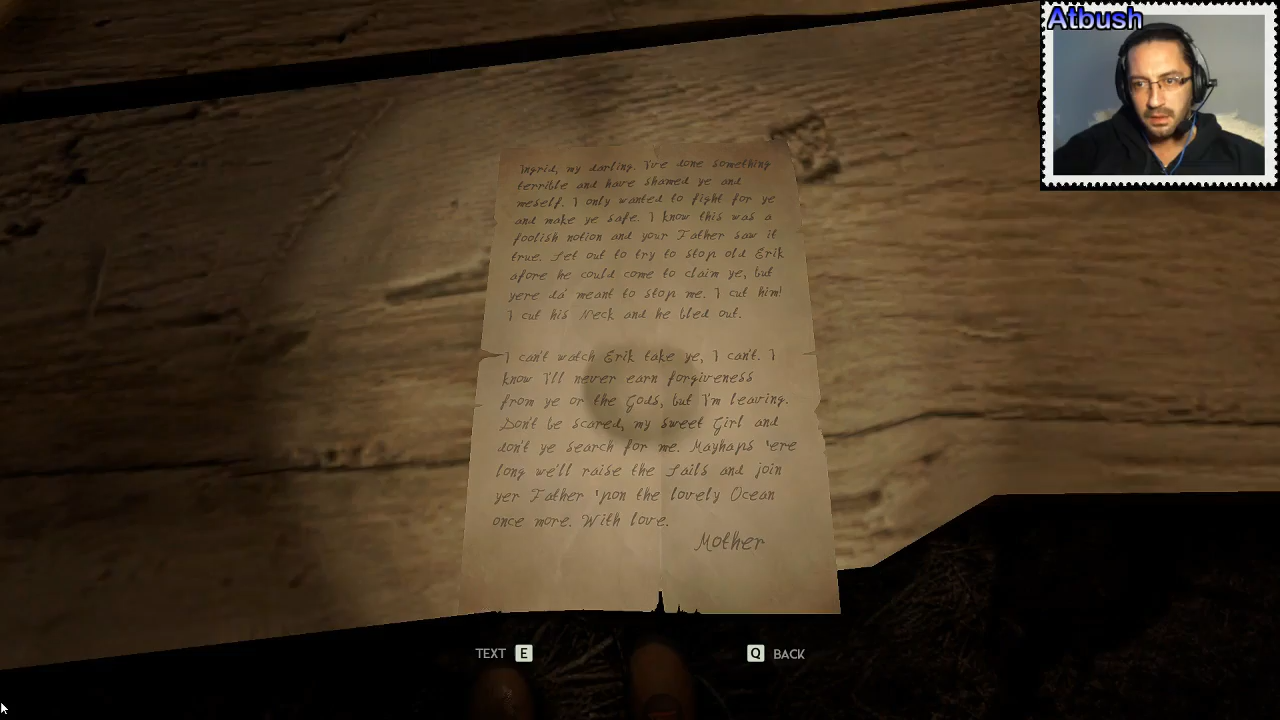 Atbush
Ingrid, my darling. I've done something
terrible and have shamed ye and
meself. I only wanted to fight for ye
and make ye safe. I know this was a
foolish notion and your Father saw it
true. Set out to try to stop old Erik
afore he could come to claim ye, but
yere da' meant to stop me. I cut him!
I cut his Neck and he bled out.
I can't watch Erik take ye, I can't. I
know I'll never earn forgiveness
from ye or the Gods, but I'm leaving.
Don't be scared, my sweet Girl and
don't ye search for me. Mayhaps 'ere
long we'll raise the Sails and join
yer Father 'pon the lovely Ocean
once more. With love.
Mother
TEXT E
Q BACK